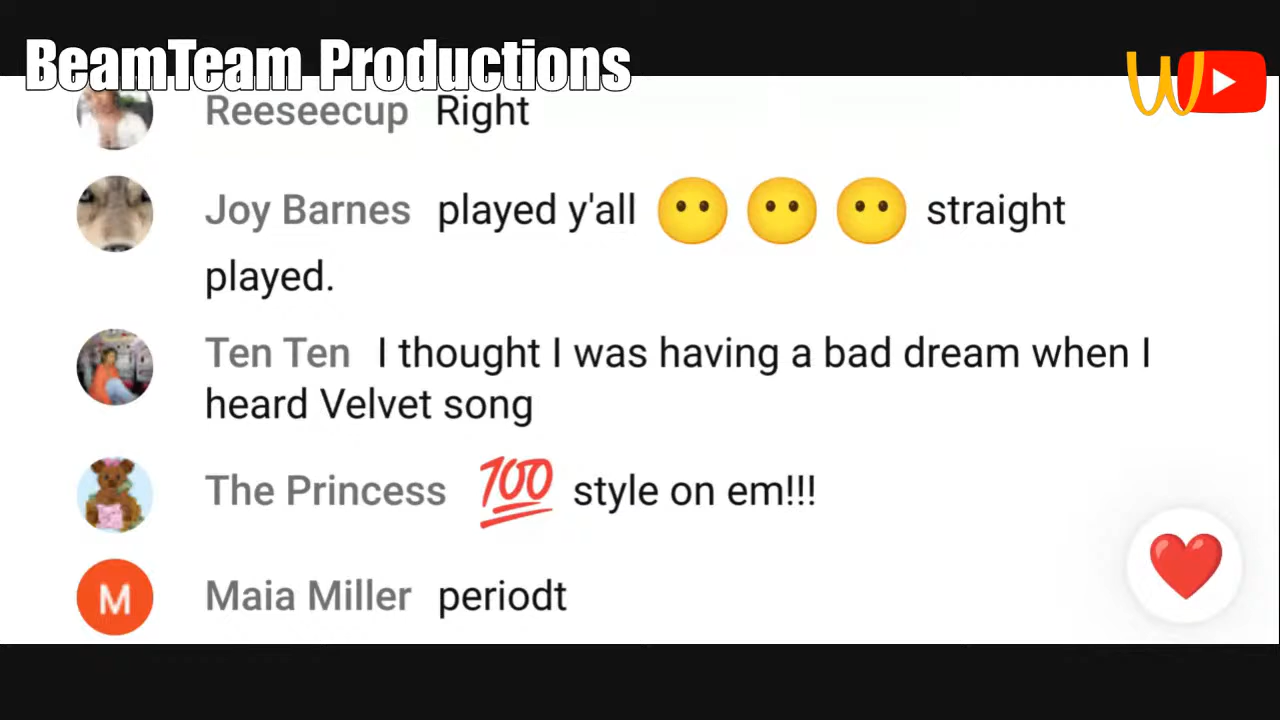 BeamTeam Productions
W
Reeseecup Right
Joy Barnes played y'all 😶 😶 😶 straight
played.
Ten Ten I thought I was having a bad dream when I
heard Velvet song
The Princess 💯 style on em!!!
M Maia Miller periodt